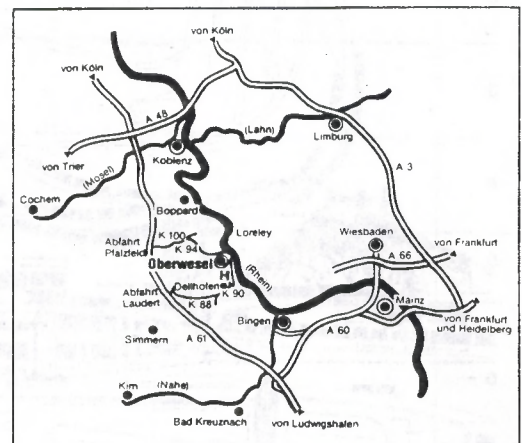 von Köln
von Köln
A 48
(Lahn)
Limburg
von Trier
(Mosel)
Koblenz
A 3
Cochem
Boppard
Loreley
Wiesbaden
K 100
K 94
Abfahrt
Pfalzfeld
von Frankfurt
A 66
Oberwesel
H
(Rhein)
Dellhofen
K 90
Abfahrt
Laudert
K 88
Mainz
Bingen
A 60
von Frankfurt
und Heidelberg
Simmern
A 61
Kirn
(Nahe)
Bad Kreuznach
von Ludwigshafen